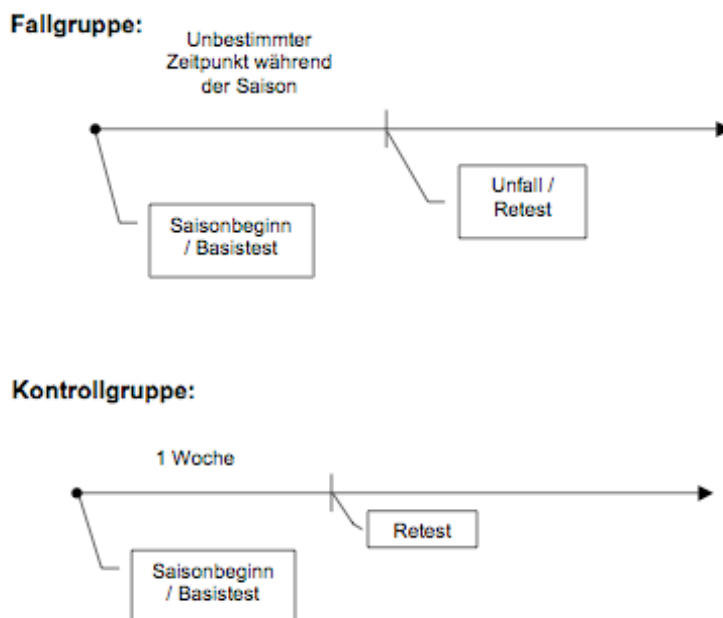 Fallgruppe:
Unbestimmter
Zeitpunkt während
der Saison
Saisonbeginn
/ Basistest
Unfall /
Retest
Kontrollgruppe:
1 Woche
Saisonbeginn
/ Basistest
Retest